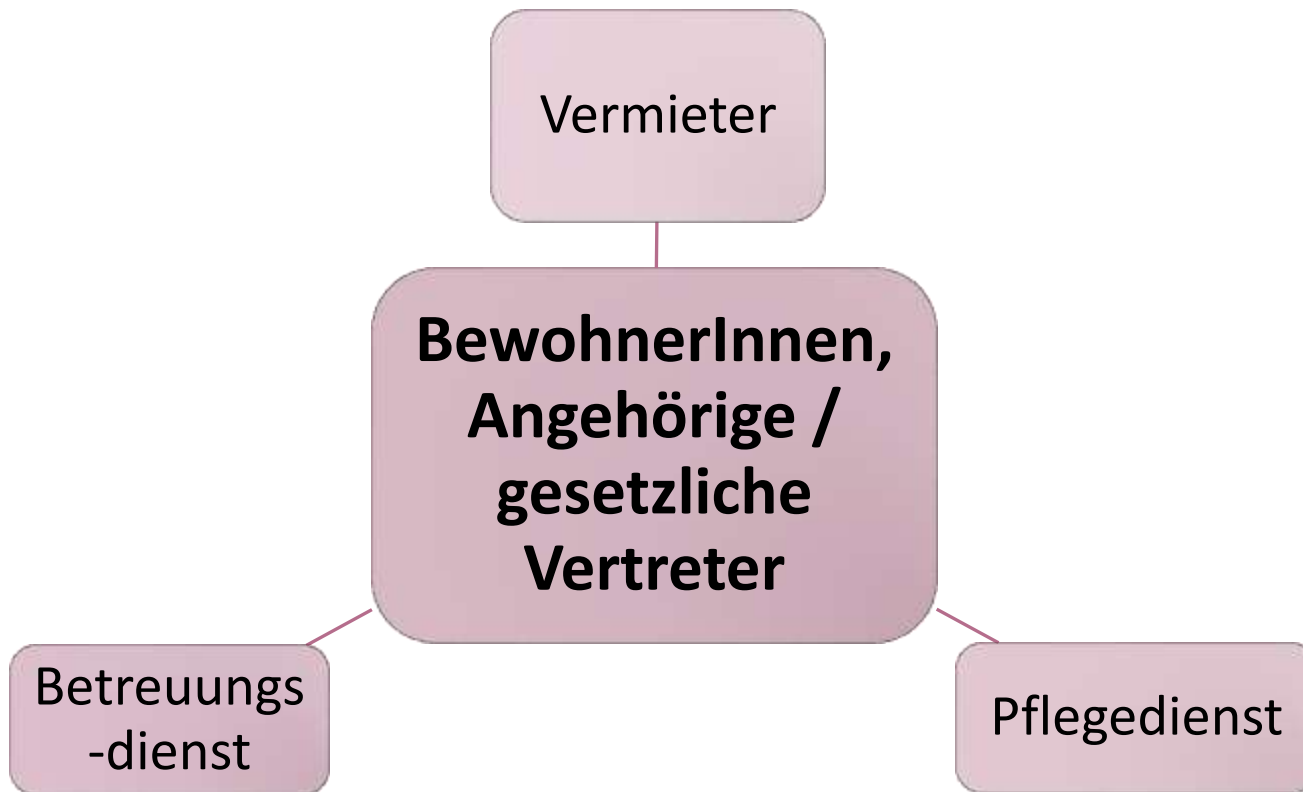 Vermieter
BewohnerInnen,
Angehörige /
gesetzliche
Vertreter
Betreuungs
-dienst
Pflegedienst